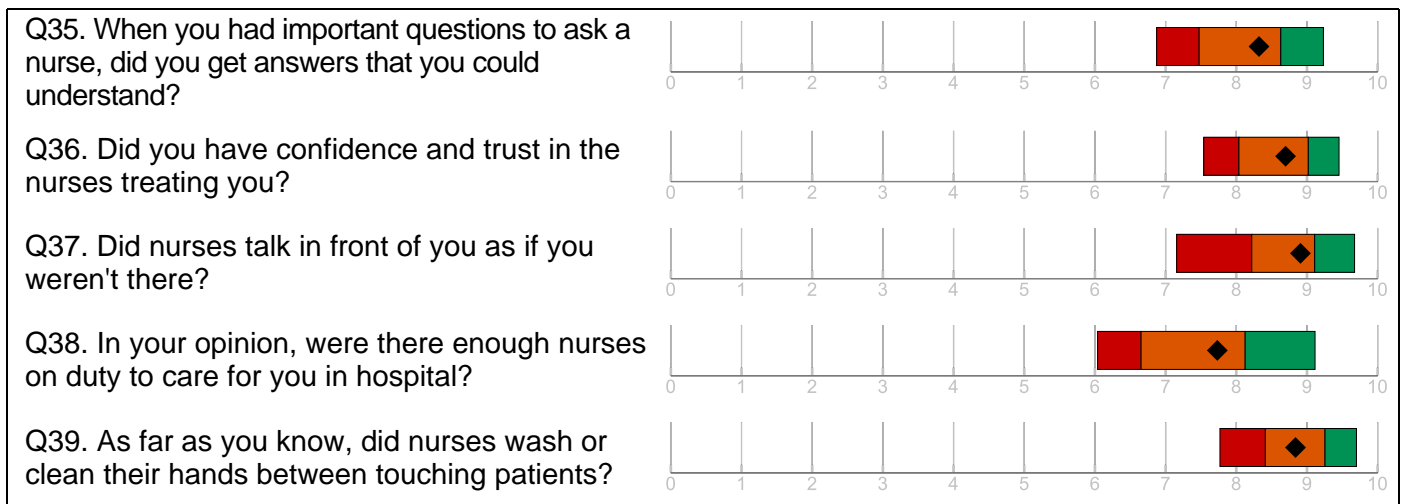 Q35. When you had important questions to ask a
nurse, did you get answers that you could
understand?
0 1 2 3 4 5 6 7 8 9 10
Q36. Did you have confidence and trust in the
nurses treating you?
0 1 2 3 4 5 6 7 8 9 10
Q37. Did nurses talk in front of you as if you
weren't there?
0 1 2 3 4 5 6 7 8 9 10
Q38. In your opinion, were there enough nurses
on duty to care for you in hospital?
0 1 2 3 4 5 6 7 8 9 10
Q39. As far as you know, did nurses wash or
clean their hands between touching patients?
0 1 2 3 4 5 6 7 8 9 10